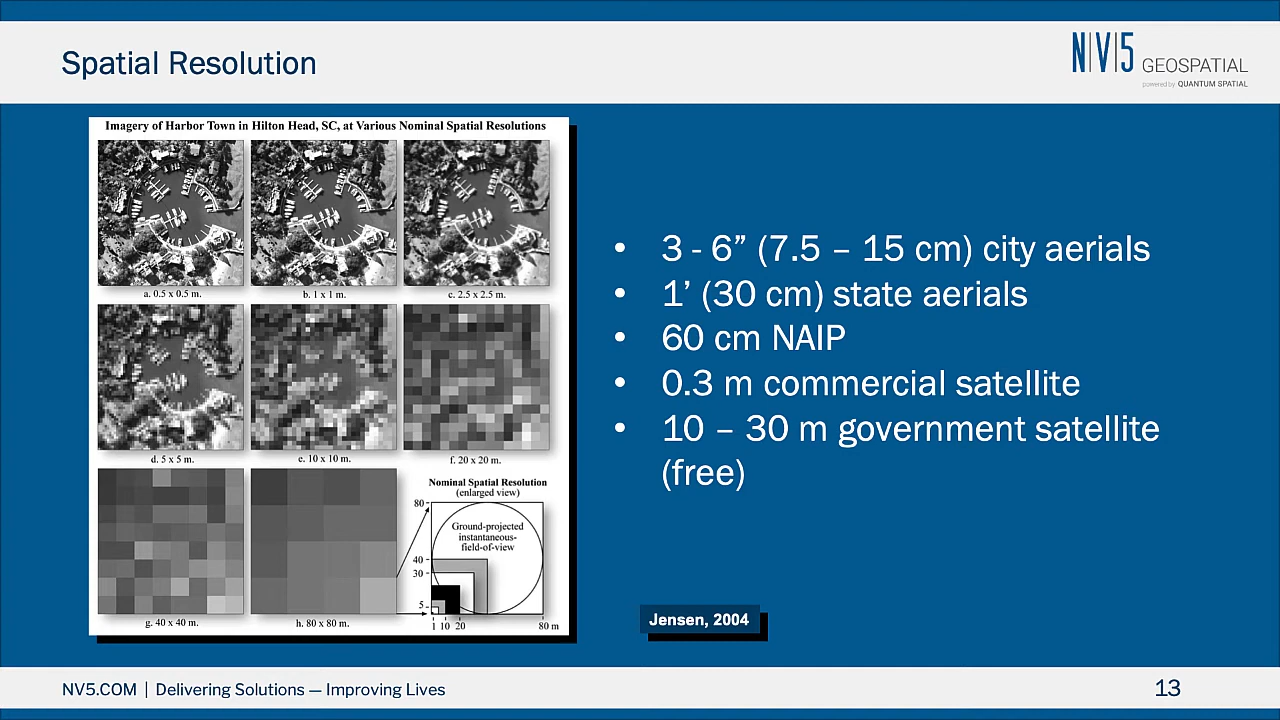 Spatial Resolution
N|V|5 GEOSPATIAL
powered by QUANTUM SPATIAL
Imagery of Harbor Town in Hilton Head, SC, at Various Nominal Spatial Resolutions
a. 0.5 x 0.5 m.
b. 1 x 1 m.
c. 2.5 x 2.5 m.
d. 5 x 5 m.
e. 10 x 10 m.
f. 20 x 20 m.
g. 40 x 40 m.
h. 80 x 80 m.
Nominal Spatial Resolution
(enlarged view)
80
Ground-projected
instantaneous-
field-of-view
40
30
5
1 10 20 80 m
• 3 - 6” (7.5 – 15 cm) city aerials
• 1’ (30 cm) state aerials
• 60 cm NAIP
• 0.3 m commercial satellite
• 10 – 30 m government satellite
(free)
Jensen, 2004
NV5.COM | Delivering Solutions — Improving Lives
13